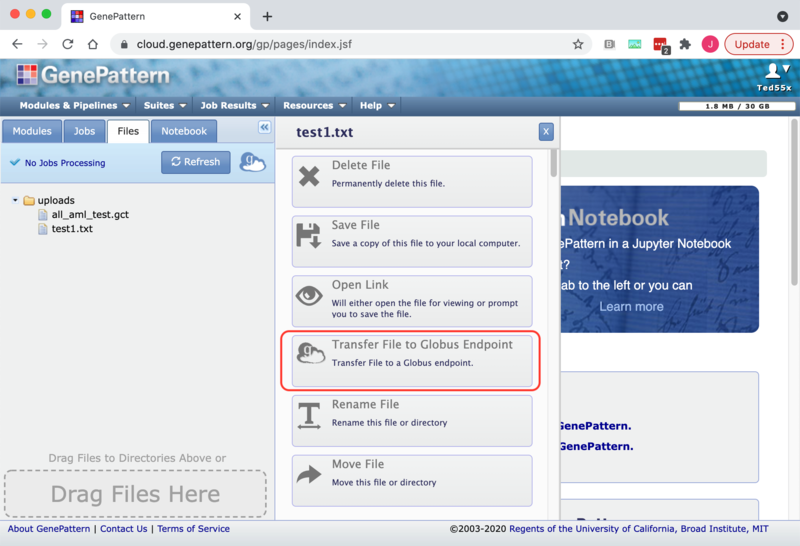 GenePattern
cloud.genepattern.org/gp/pages/index.jsf
2
J
Update
GenePattern
Ted55x
Modules & Pipelines
Suites
Job Results
Resources
Help
1.8 MB / 30 GB
Modules
Jobs
Files
Notebook
No Jobs Processing
Refresh
g
uploads
all_aml_test.gct
test1.txt
Drag Files to Directories Above or
Drag Files Here
test1.txt
X
Delete File
Permanently delete this file.
Save File
Save a copy of this file to your local computer.
Open Link
Will either open the file for viewing or prompt
you to save the file.
g
Transfer File to Globus Endpoint
Transfer File to a Globus endpoint.
Rename File
Rename this file or directory
Move File
Move this file or directory
n Notebook
ePattern in a Jupyter Notebook
t?
ab to the left or you can
Learn more
GenePattern.
GenePattern.
About GenePattern | Contact Us | Terms of Service
©2003-2020 Regents of the University of California, Broad Institute, MIT